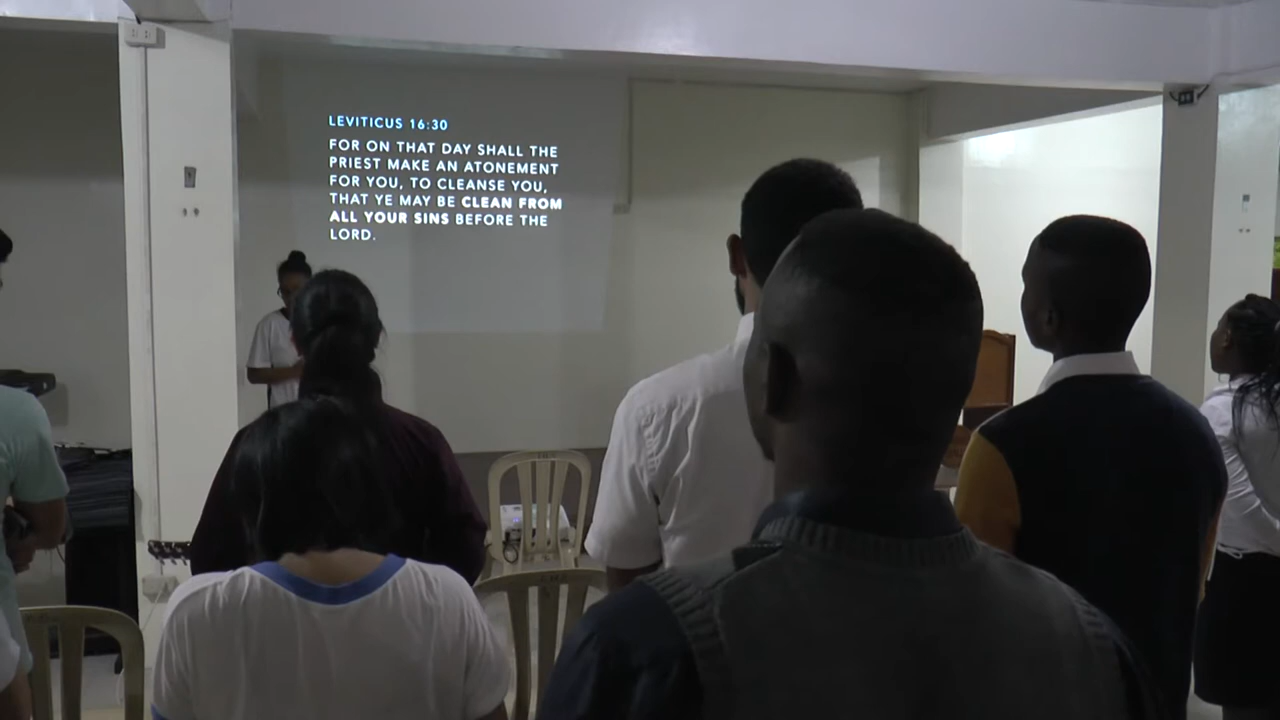 LEVITICUS 16:30
FOR ON THAT DAY SHALL THE
PRIEST MAKE AN ATONEMENT
FOR YOU, TO CLEANSE YOU,
THAT YE MAY BE CLEAN FROM
ALL YOUR SINS BEFORE THE
LORD.